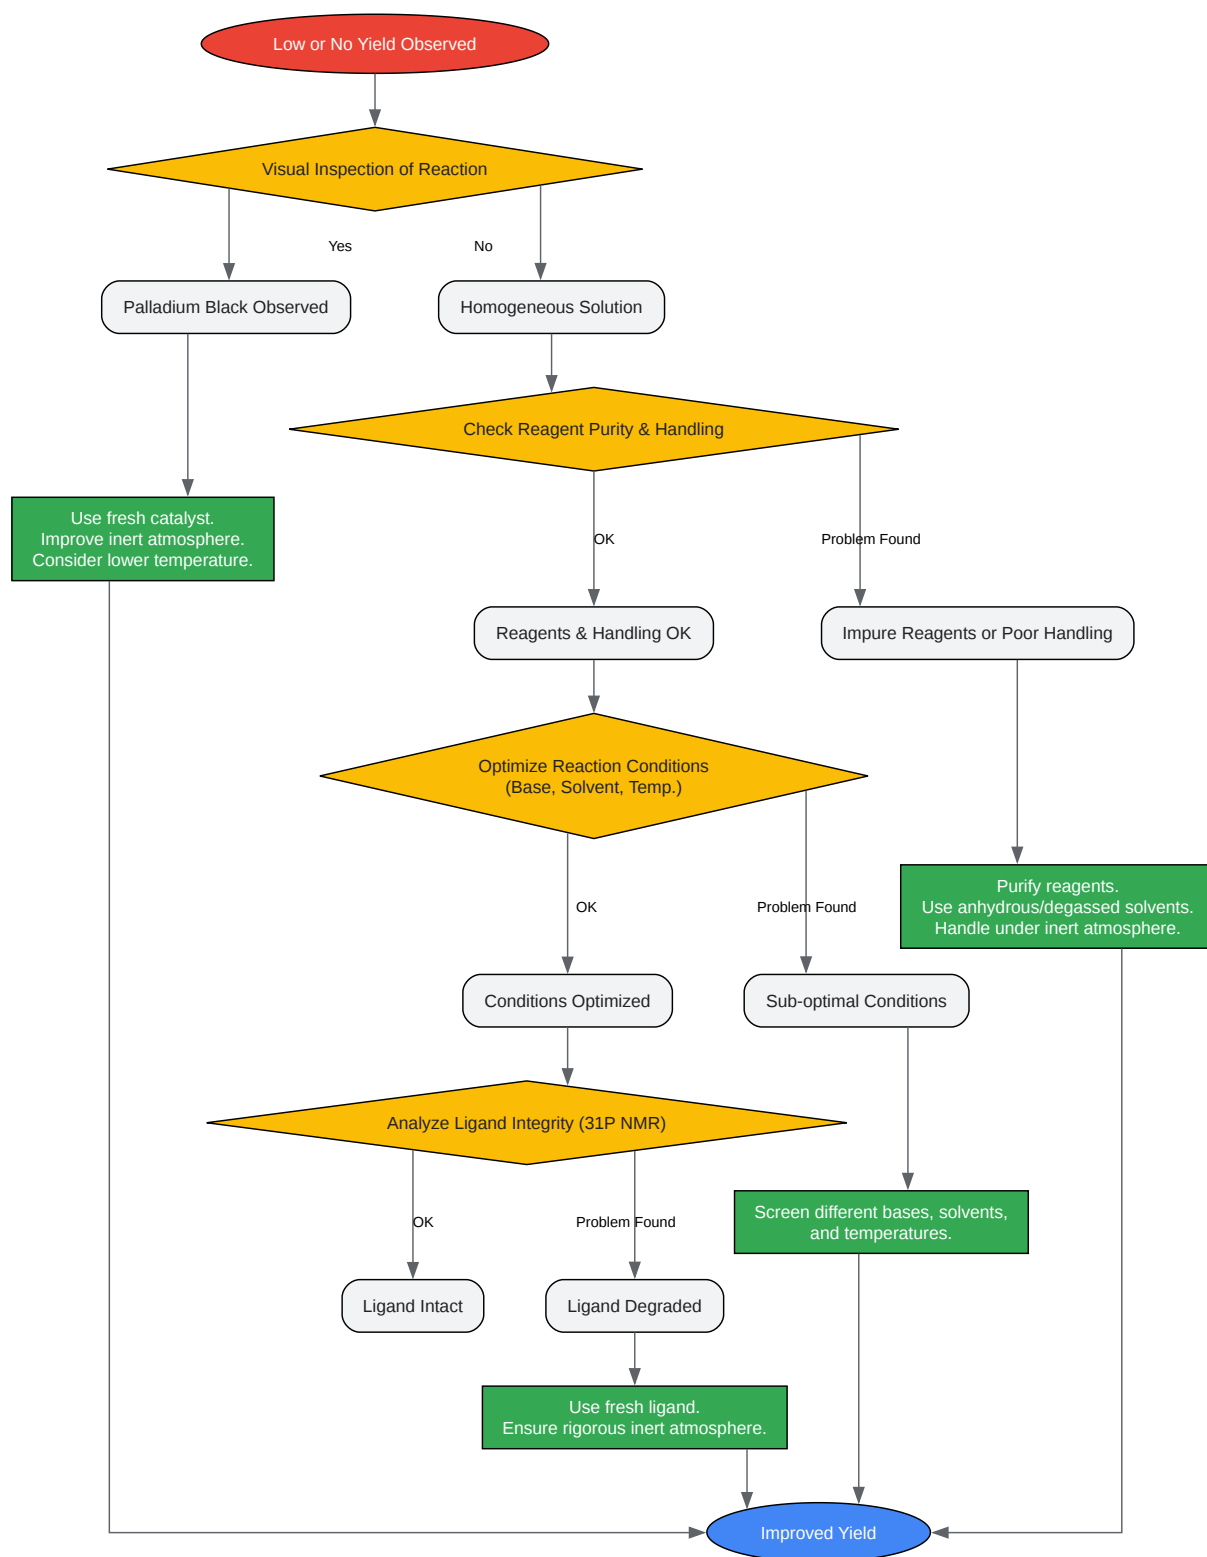 Low or No Yield Observed
Visual Inspection of Reaction
Yes
No
Palladium Black Observed
Homogeneous Solution
Check Reagent Purity & Handling
Use fresh catalyst.
Improve inert atmosphere.
Consider lower temperature.
OK
Problem Found
Reagents & Handling OK
Impure Reagents or Poor Handling
Optimize Reaction Conditions
(Base, Solvent, Temp.)
Purify reagents.
Use anhydrous/degassed solvents.
Handle under inert atmosphere.
OK
Problem Found
Conditions Optimized
Sub-optimal Conditions
Analyze Ligand Integrity (31P NMR)
OK
Problem Found
Screen different bases, solvents,
and temperatures.
Ligand Intact
Ligand Degraded
Use fresh ligand.
Ensure rigorous inert atmosphere.
Improved Yield